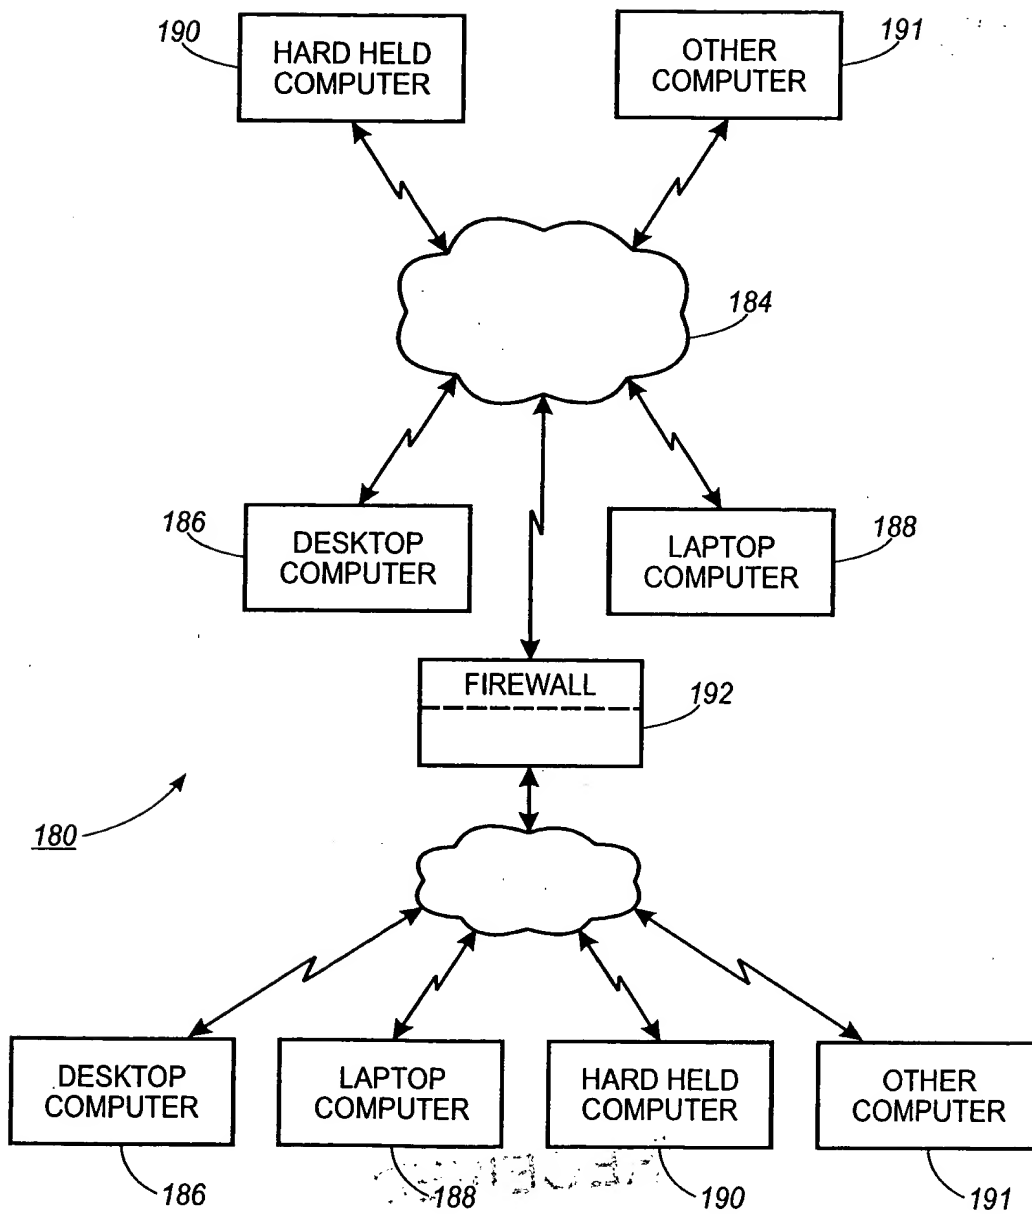 190
HARD HELD
COMPUTER
OTHER
COMPUTER
191
184
186
DESKTOP
COMPUTER
LAPTOP
COMPUTER
188
FIREWALL
192
180
DESKTOP
COMPUTER
LAPTOP
COMPUTER
HARD HELD
COMPUTER
OTHER
COMPUTER
186
188
190
191